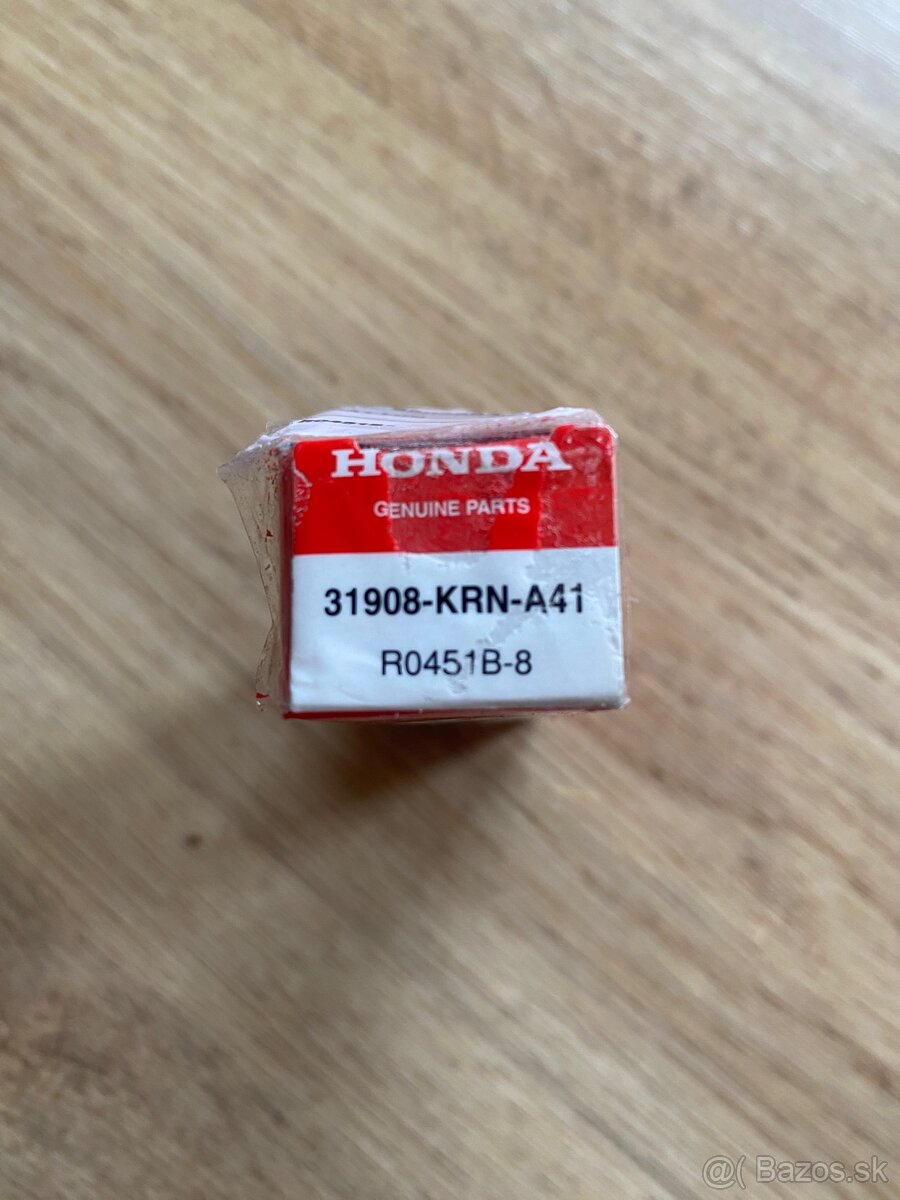 HONDA
GENUINE PARTS
31908-KRN-A41
R0451B-8
@( Bazos.sk